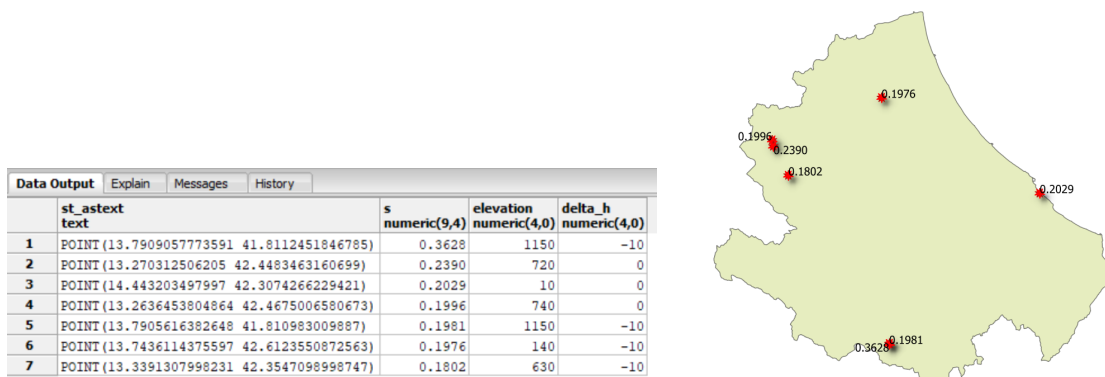 Data Output Explain Messages History
st_astext s elevation delta_h
text numeric(9,4) numeric(4,0) numeric(4,0)
1 POINT(13.7909057773591 41.8112451846785) 0.3628 1150 -10
2 POINT(13.270312506205 42.4483463160699) 0.2390 720 0
3 POINT(14.443203497997 42.3074266229421) 0.2029 10 0
4 POINT(13.2636453804864 42.4675006580673) 0.1996 740 0
5 POINT(13.7905616382648 41.810983009887) 0.1981 1150 -10
6 POINT(13.7436114375597 42.6123550872563) 0.1976 140 -10
7 POINT(13.3391307998231 42.3547098998747) 0.1802 630 -10
0.1976
0.1996
0.2390
0.1802
0.2029
0.1981
0.3628